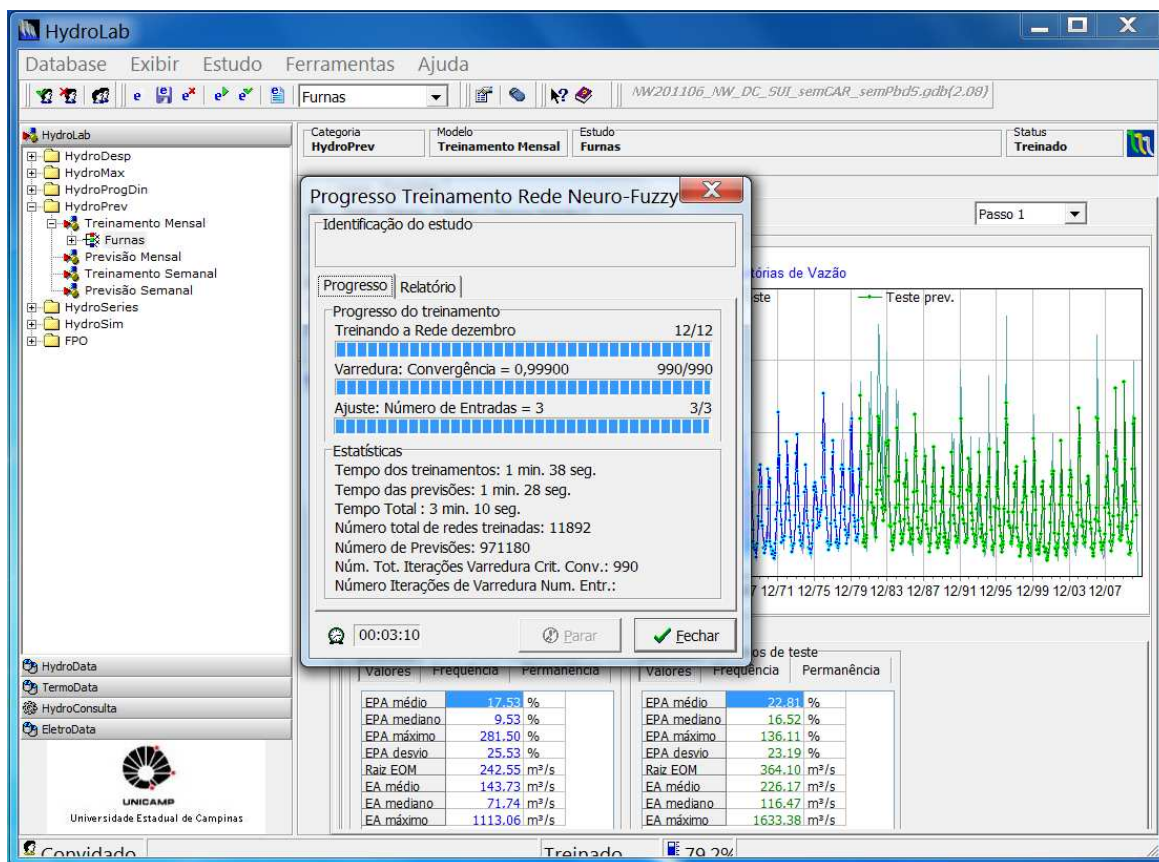 HydroLab
Database Exibir Estudo Ferramentas Ajuda
Furnas
NW201106_NW_DC_SUI_semCAR_semPbd5.gdb{2.08}
HydroLab
HydroDesp
HydroMax
HydroProgDin
HydroPrev
Treinamento Mensal
Furnas
Previsão Mensal
Treinamento Semanal
Previsão Semanal
HydroSeries
HydroSim
FPO
HydroData
TermoData
HydroConsulta
EletroData
UNICAMP
Universidade Estadual de Campinas
Categoria
HydroPrev
Modelo
Treinamento Mensal
Estudo
Furnas
Status
Treinado
Passo 1
Progresso Treinamento Rede Neuro-Fuzzy
Identificação do estudo
Progresso Relatório
Progresso do treinamento
Treinando a Rede dezembro 12/12
Varredura: Convergência = 0,99900 990/990
Ajuste: Número de Entradas = 3 3/3
Estatísticas
Tempo dos treinamentos: 1 min. 38 seg.
Tempo das previsões: 1 min. 28 seg.
Tempo Total : 3 min. 10 seg.
Número total de redes treinadas: 11892
Número de Previsões: 971180
Núm. Tot. Iterações Varredura Crit. Conv.: 990
Número Iterações de Varredura Num. Entr.:
00:03:10 Parar Fechar
tórias de Vazão
ste Teste prev.
7 12/71 12/75 12/79 12/83 12/87 12/91 12/95 12/99 12/03 12/07
os de teste
Valores Frequência Permanência
EPA médio 17.53 %
EPA mediano 9.53 %
EPA máximo 281.50 %
EPA desvio 25.53 %
Raiz EQM 242.55 m³/s
EA médio 143.73 m³/s
EA mediano 71.74 m³/s
EA máximo 1113.06 m³/s
Valores Frequência Permanência
EPA médio 22.81 %
EPA mediano 16.52 %
EPA máximo 136.11 %
EPA desvio 23.19 %
Raiz EQM 364.10 m³/s
EA médio 226.17 m³/s
EA mediano 116.47 m³/s
EA máximo 1633.38 m³/s
Convidado Treinado 79.2%